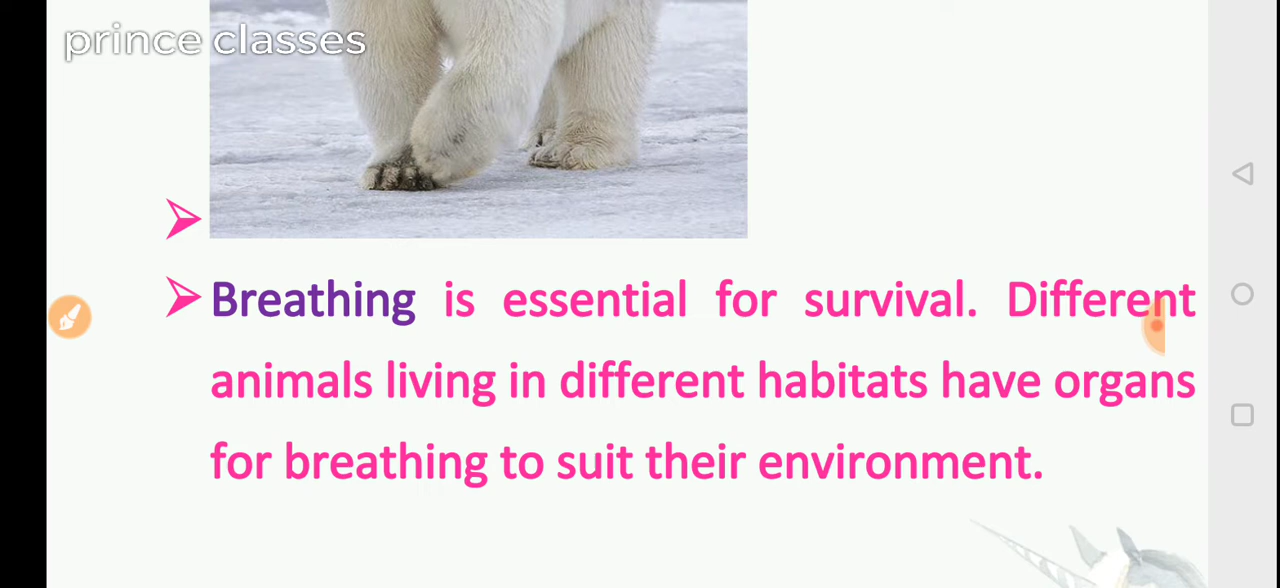 prince classes
Breathing is essential for survival. Different
animals living in different habitats have organs
for breathing to suit their environment.